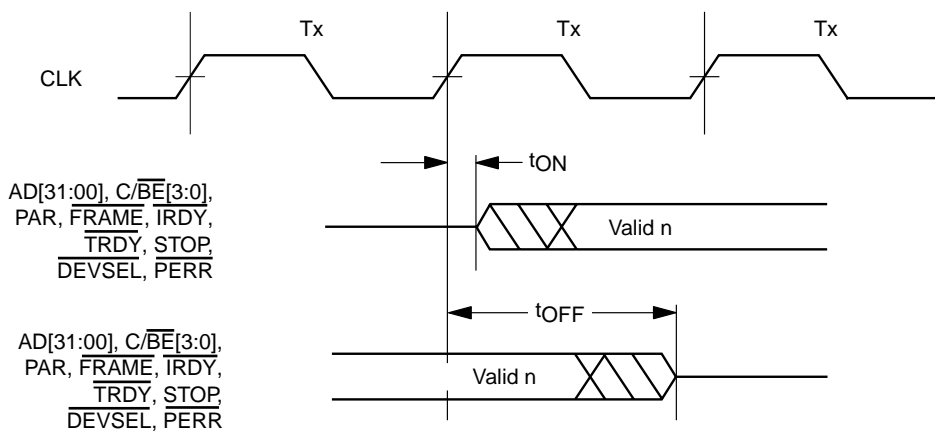 Tx Tx Tx
CLK
tON
AD[31:00], C/BE[3:0],
PAR, FRAME, IRDY,
TRDY, STOP,
DEVSEL, PERR
Valid n
tOFF
AD[31:00], C/BE[3:0],
PAR, FRAME, IRDY,
TRDY, STOP,
DEVSEL, PERR
Valid n